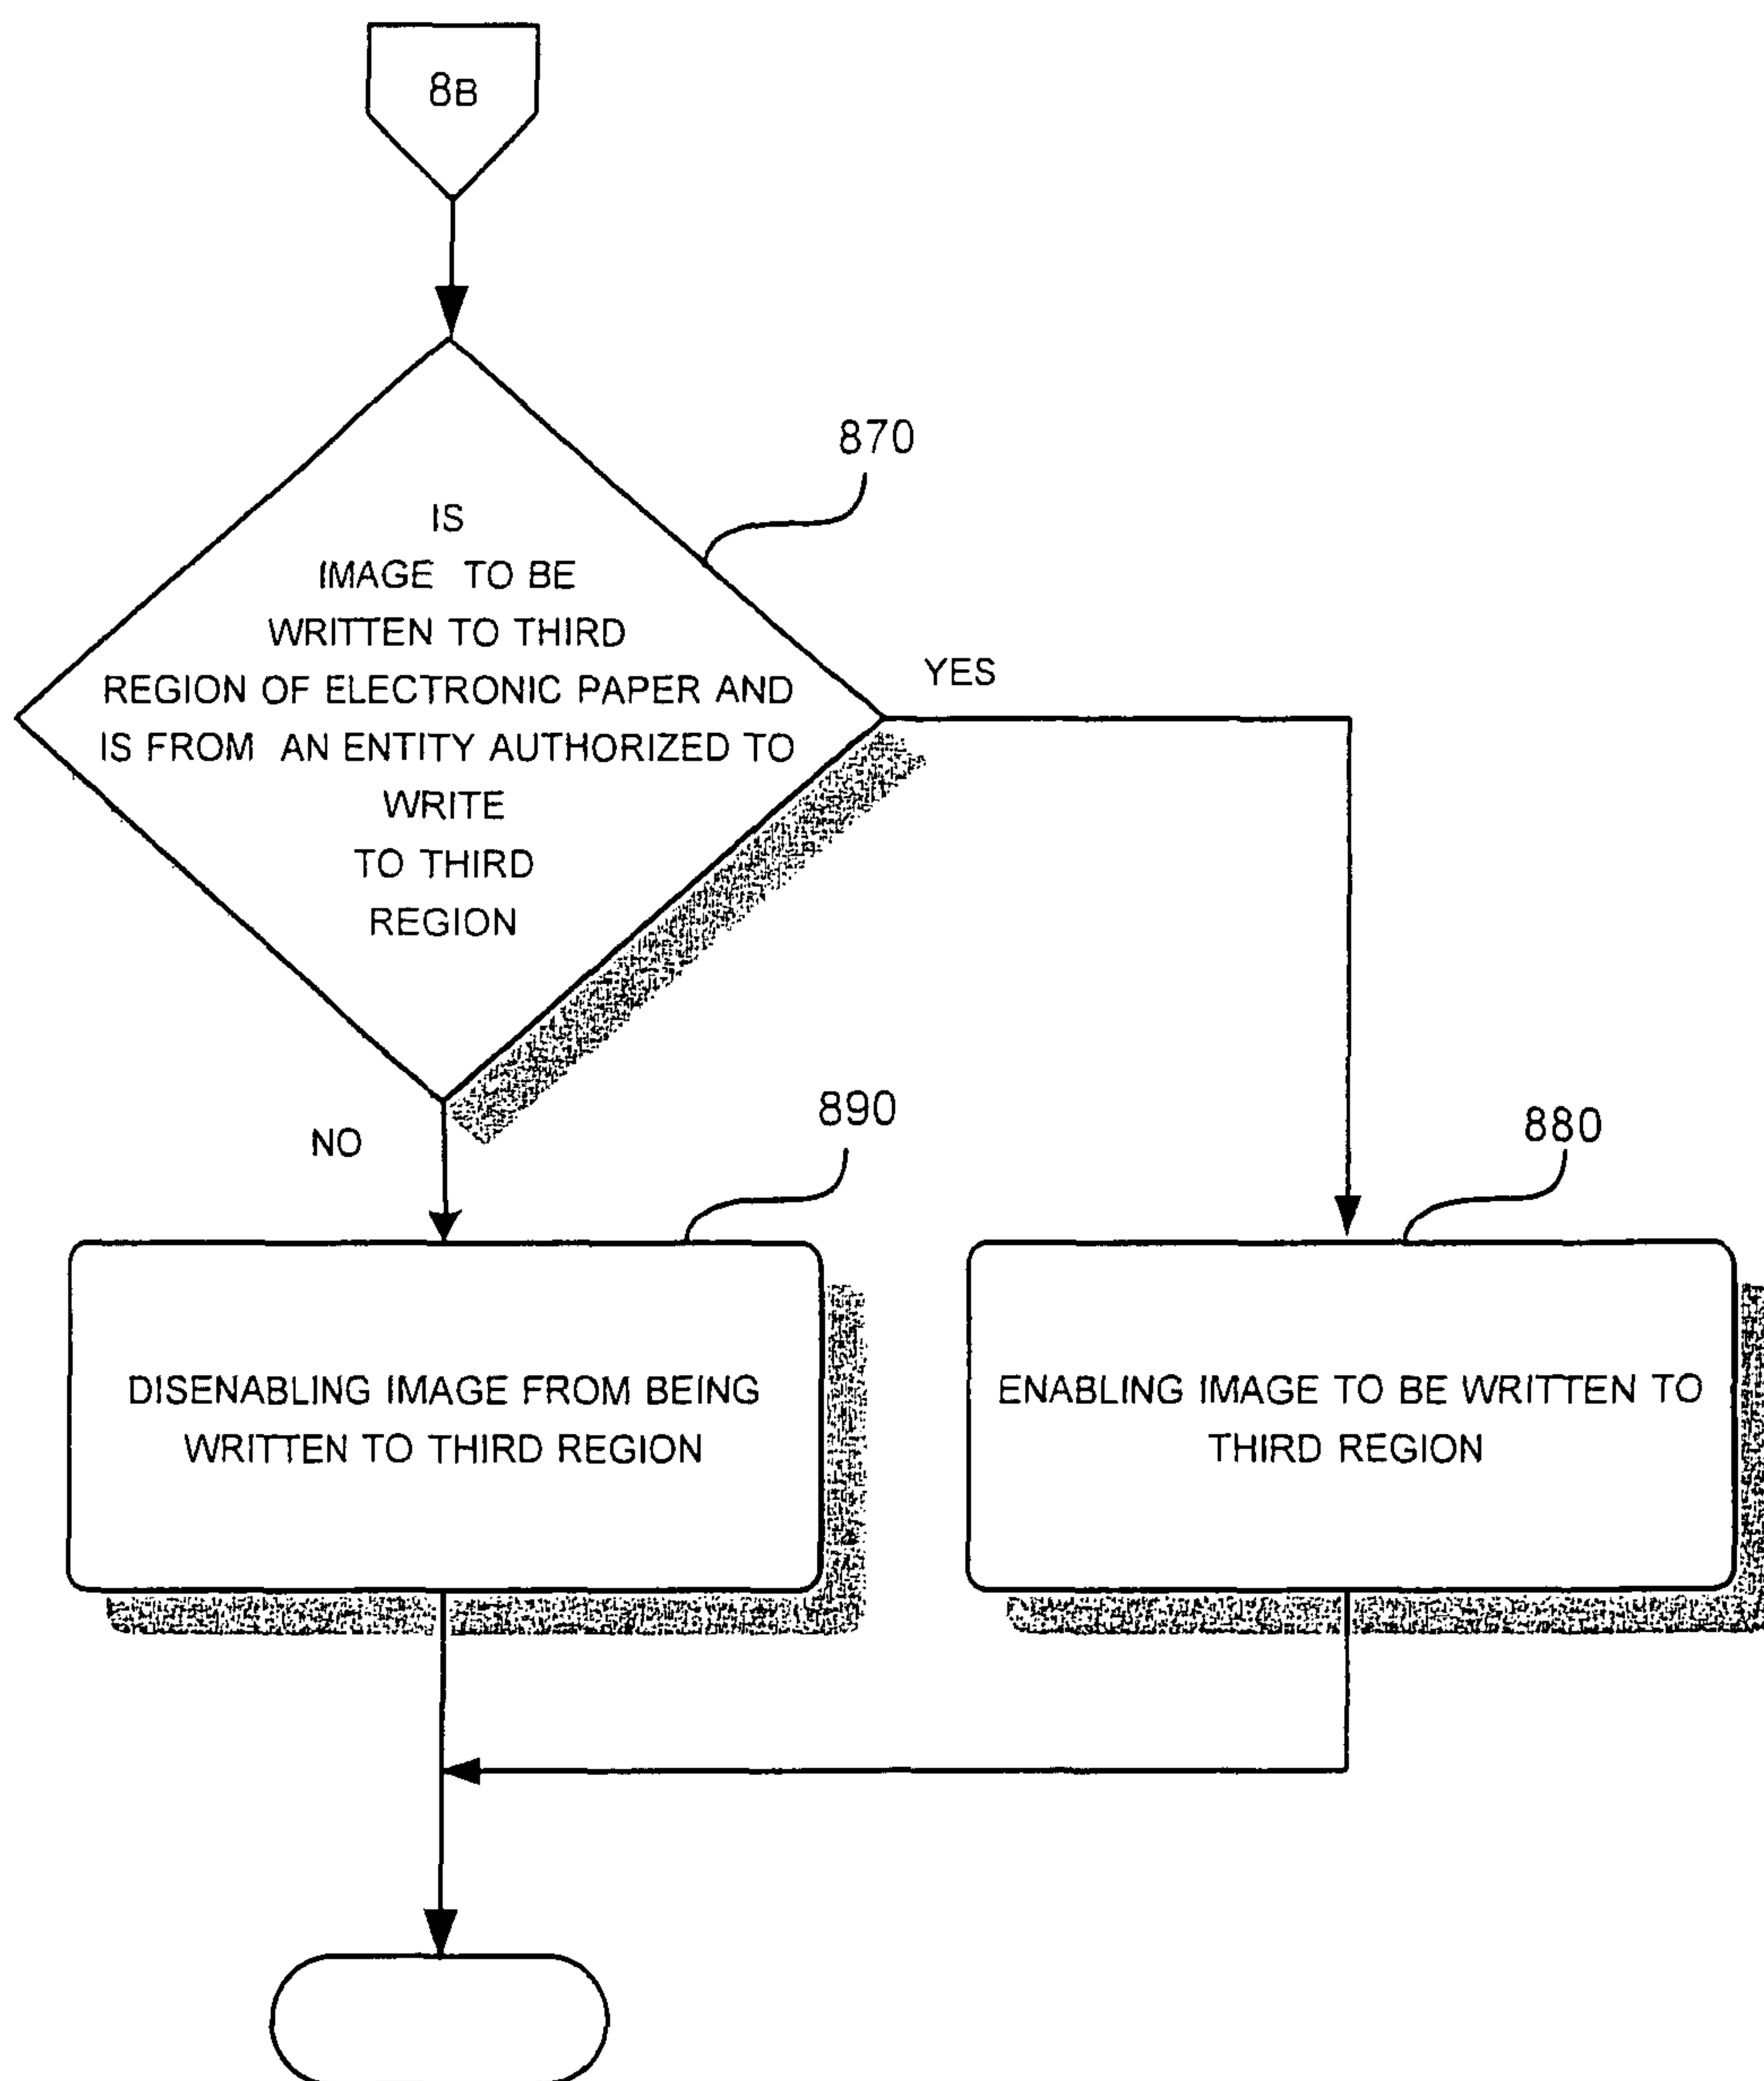 8B
870
IS
IMAGE TO BE
WRITTEN TO THIRD
REGION OF ELECTRONIC PAPER AND
IS FROM AN ENTITY AUTHORIZED TO
WRITE
TO THIRD
REGION
YES
NO
890
880
DISENABLING IMAGE FROM BEING
WRITTEN TO THIRD REGION
ENABLING IMAGE TO BE WRITTEN TO
THIRD REGION